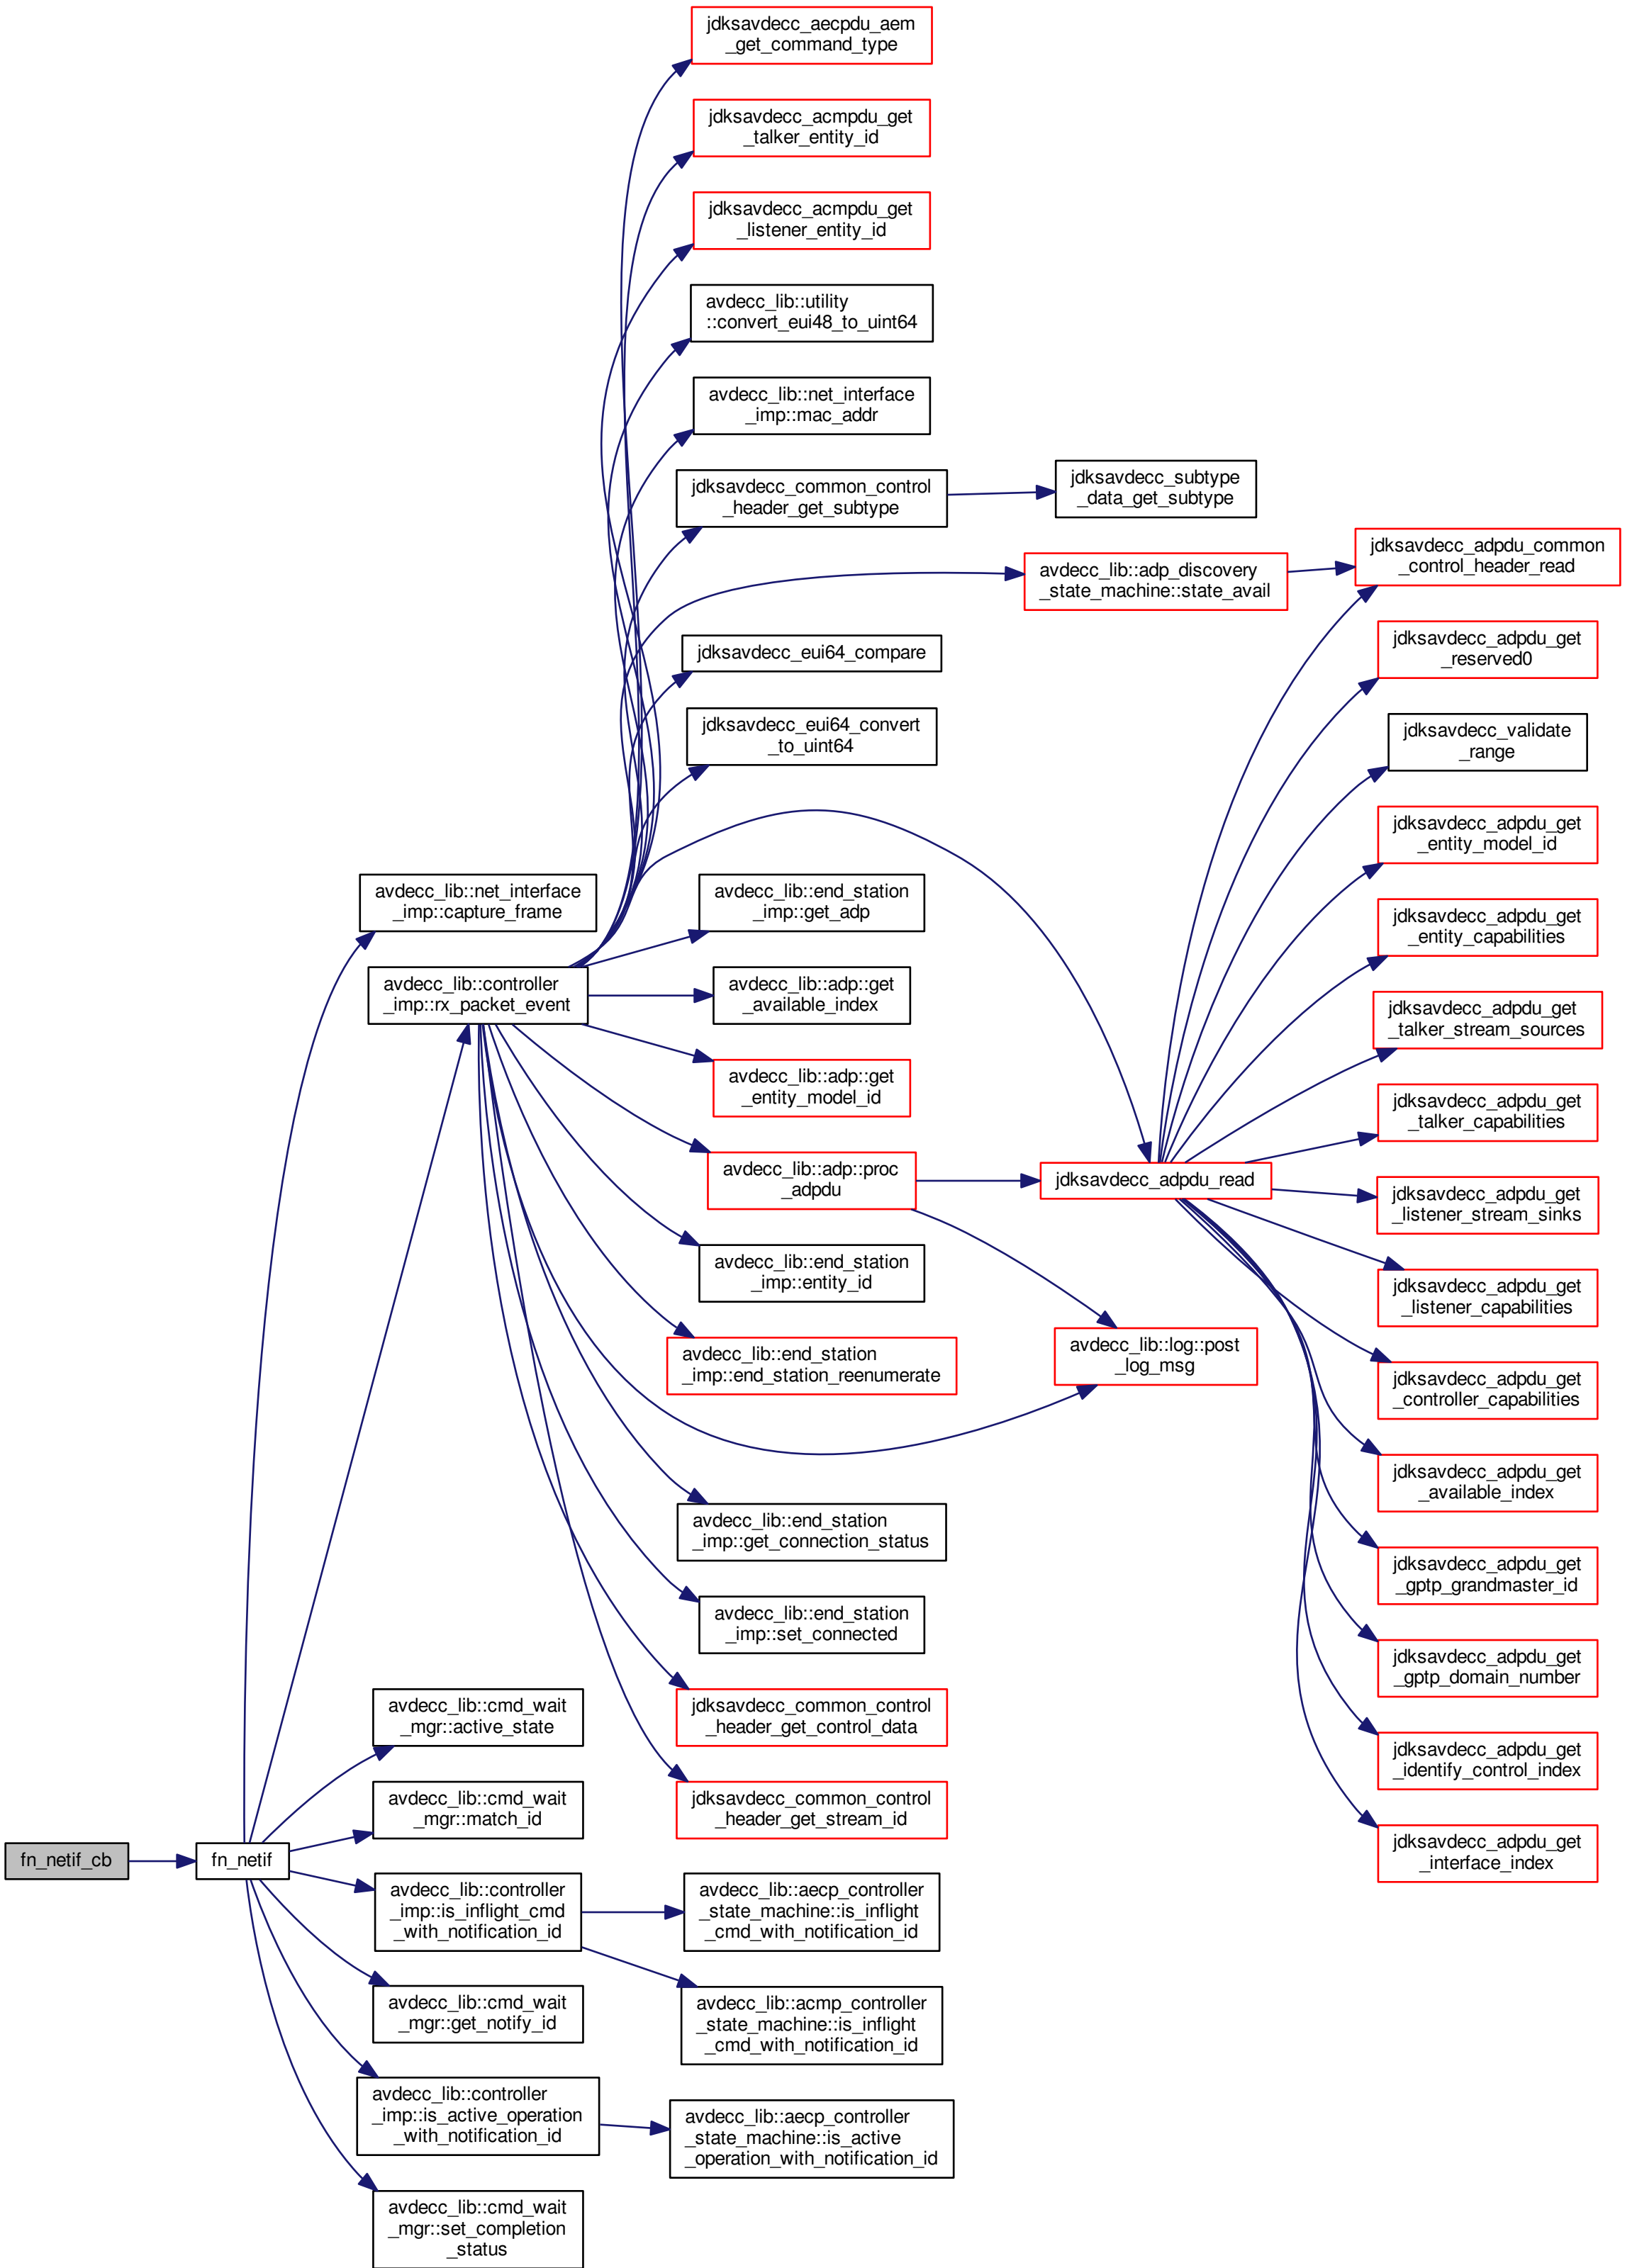 jdksavdecc_aecpdu_aem
_get_command_type
jdksavdecc_acmpdu_get
_talker_entity_id
jdksavdecc_acmpdu_get
_listener_entity_id
avdecc_lib::utility
::convert_eui48_to_uint64
avdecc_lib::net_interface
_imp::mac_addr
jdksavdecc_common_control
_header_get_subtype
jdksavdecc_subtype
_data_get_subtype
avdecc_lib::adp_discovery
_state_machine::state_avail
jdksavdecc_adpdu_common
_control_header_read
jdksavdecc_eui64_compare
jdksavdecc_adpdu_get
_reserved0
jdksavdecc_eui64_convert
_to_uint64
jdksavdecc_validate
_range
jdksavdecc_adpdu_get
_entity_model_id
avdecc_lib::net_interface
_imp::capture_frame
avdecc_lib::end_station
_imp::get_adp
jdksavdecc_adpdu_get
_entity_capabilities
avdecc_lib::controller
_imp::rx_packet_event
avdecc_lib::adp::get
_available_index
jdksavdecc_adpdu_get
_talker_stream_sources
avdecc_lib::adp::get
_entity_model_id
jdksavdecc_adpdu_get
_talker_capabilities
avdecc_lib::adp::proc
_adpdu
jdksavdecc_adpdu_read
jdksavdecc_adpdu_get
_listener_stream_sinks
avdecc_lib::end_station
_imp::entity_id
jdksavdecc_adpdu_get
_listener_capabilities
avdecc_lib::end_station
_imp::end_station_reenumerate
avdecc_lib::log::post
_log_msg
jdksavdecc_adpdu_get
_controller_capabilities
jdksavdecc_adpdu_get
_available_index
avdecc_lib::end_station
_imp::get_connection_status
jdksavdecc_adpdu_get
_gptp_grandmaster_id
avdecc_lib::end_station
_imp::set_connected
jdksavdecc_adpdu_get
_gptp_domain_number
avdecc_lib::cmd_wait
_mgr::active_state
jdksavdecc_common_control
_header_get_control_data
jdksavdecc_adpdu_get
_identify_control_index
avdecc_lib::cmd_wait
_mgr::match_id
jdksavdecc_common_control
_header_get_stream_id
jdksavdecc_adpdu_get
_interface_index
fn_netif_cb
fn_netif
avdecc_lib::controller
_imp::is_inflight_cmd
_with_notification_id
avdecc_lib::aecp_controller
_state_machine::is_inflight
_cmd_with_notification_id
avdecc_lib::cmd_wait
_mgr::get_notify_id
avdecc_lib::acmp_controller
_state_machine::is_inflight
_cmd_with_notification_id
avdecc_lib::controller
_imp::is_active_operation
_with_notification_id
avdecc_lib::aecp_controller
_state_machine::is_active
_operation_with_notification_id
avdecc_lib::cmd_wait
_mgr::set_completion
_status